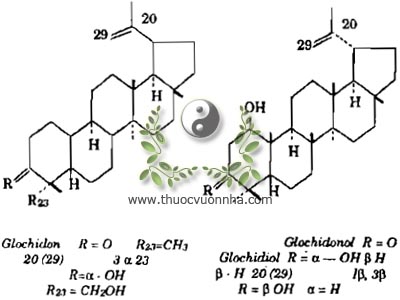 20
29
H
H
R
R23
20
29
OH
H
H
H
R
www.thuocvuonnha.com
Glochidon R = O R23=CH3
20 (29) 3 α 23
R=α - OH
R23 = CH2OH
Glochidonol R = O
Glochidiol R = α — OH β H
β - H 20 (29) 1β, 3β
R = β OH α = H